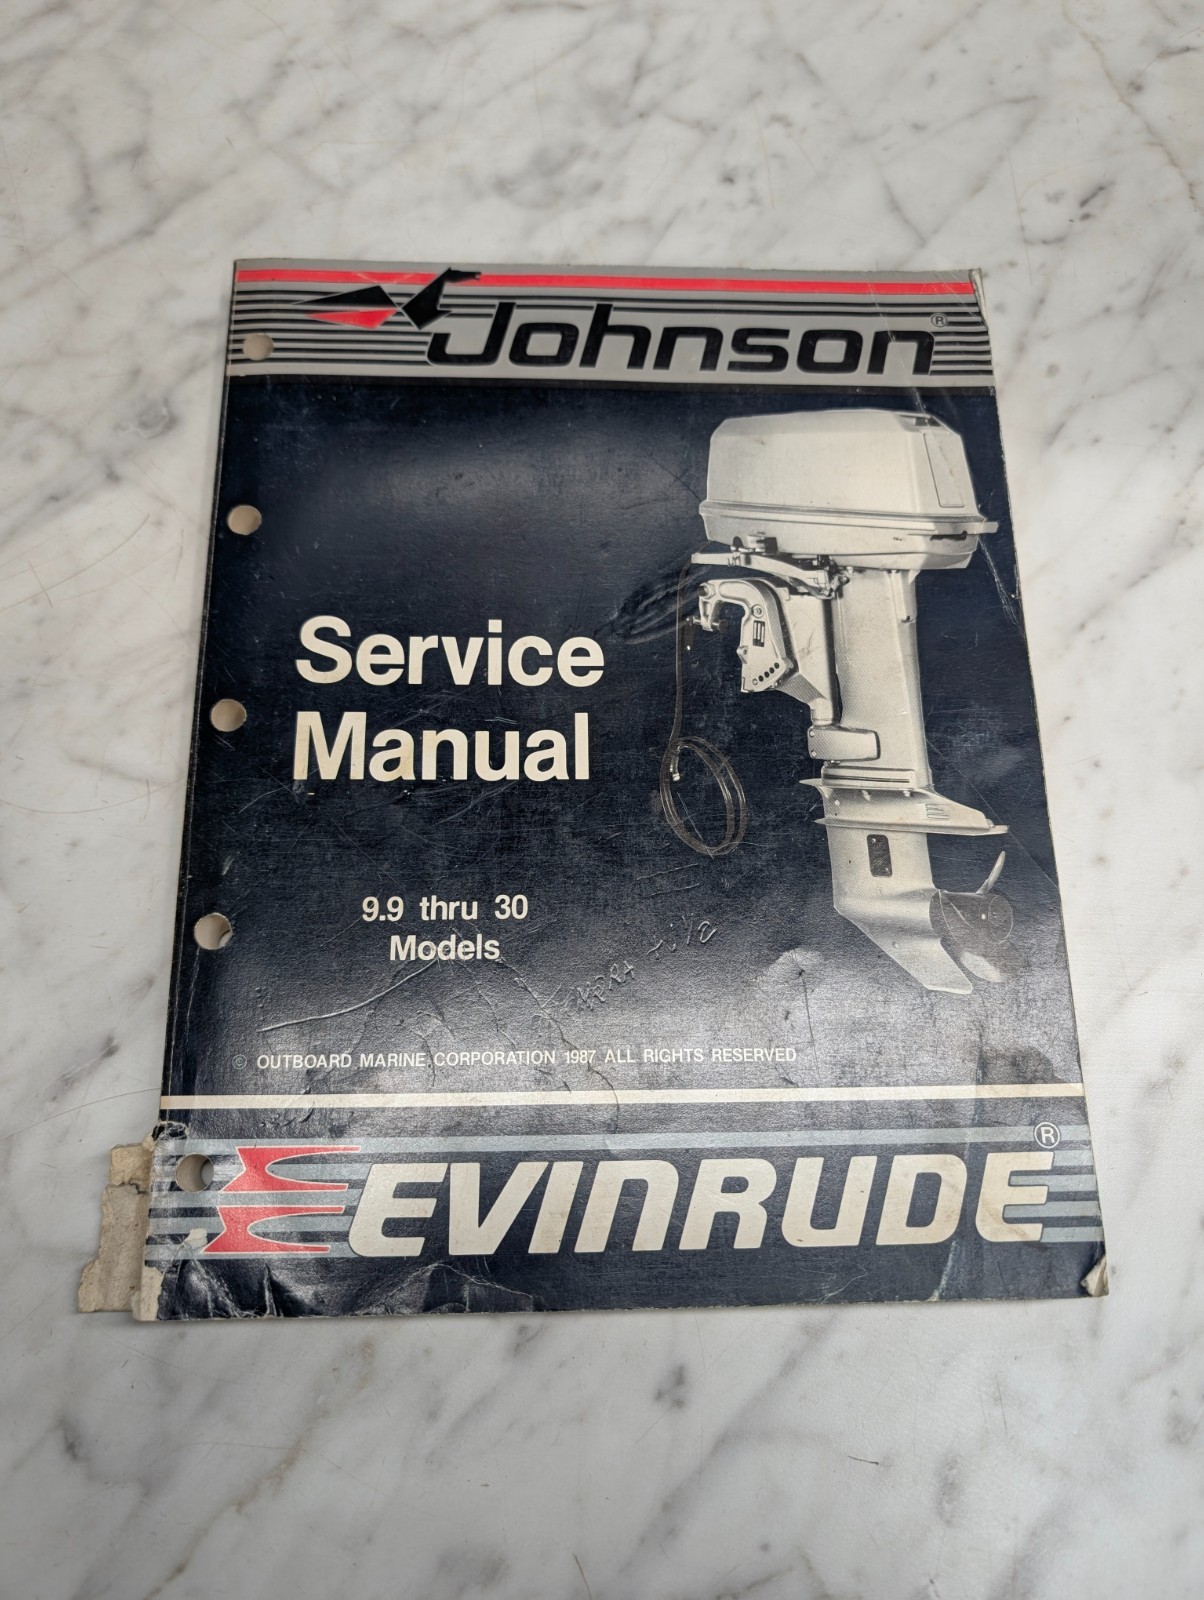 Johnson®
Service
Manual
9.9 thru 30
Models
© OUTBOARD MARINE CORPORATION 1987 ALL RIGHTS RESERVED
EVINRUDE®